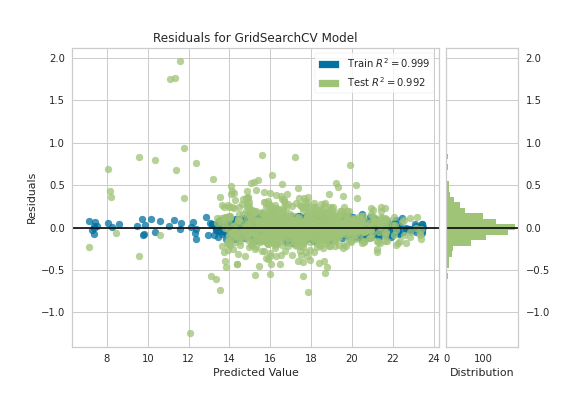 Residuals for GridSearchCV Model
Train R² = 0.999
Test R² = 0.992
2.0
1.5
1.0
0.5
0.0
−0.5
−1.0
Residuals
8 10 12 14 16 18 20 22 24
Predicted Value
2.0
1.5
1.0
0.5
0.0
−0.5
−1.0
0 100
Distribution